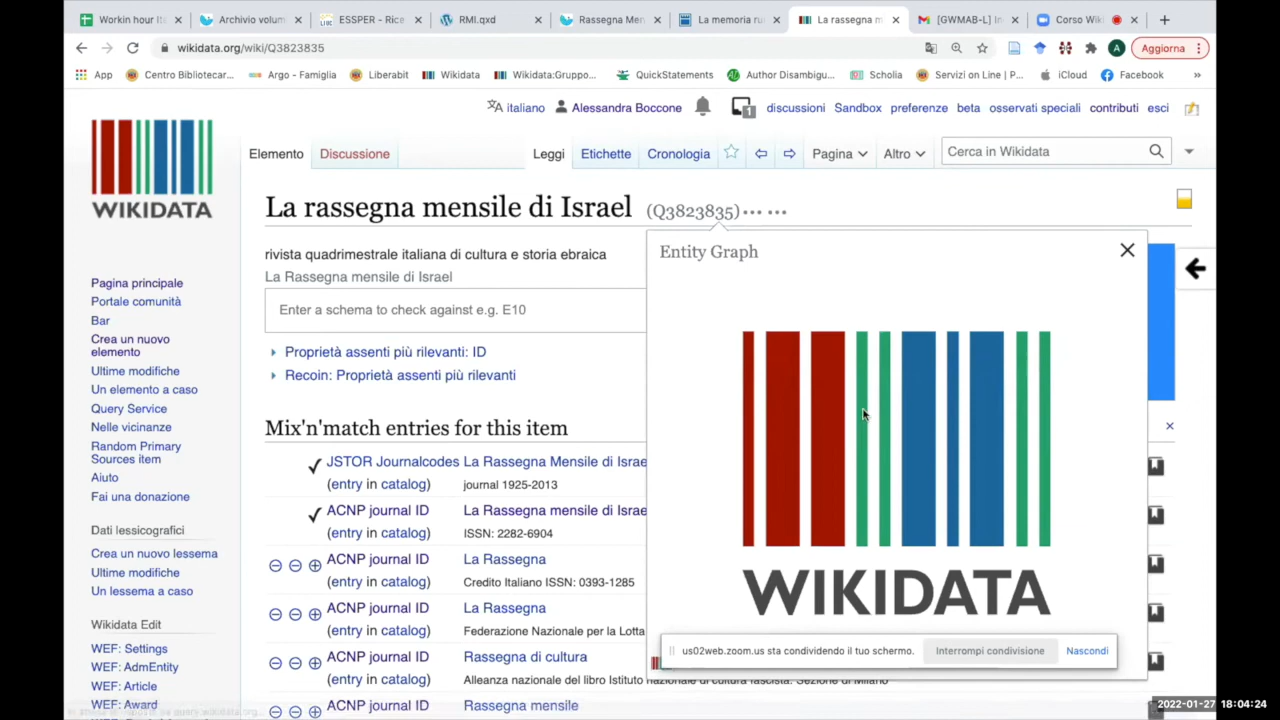 Workin hour It
Archivio volum
ESSPER - Rice
RMI.qxd
Rassegna Men
La memoria ru
La rassegna m
[GWMAB-L] In
Corso Wiki
wikidata.org/wiki/Q3823835
Aggiorna
App
Centro Bibliotecar...
Argo - Famiglia
Liberabit
Wikidata
Wikidata:Gruppo...
QuickStatements
Author Disambigu...
Scholia
Servizi on Line | P...
iCloud
Facebook
»
italiano
Alessandra Boccone
1
discussioni
Sandbox
preferenze
beta
osservati speciali
contributi
esci
WIKIDATA
Elemento
Discussione
Leggi
Etichette
Cronologia
Pagina
Altro
Cerca in Wikidata
La rassegna mensile di Israel (Q3823835)
rivista quadrimestrale italiana di cultura e storia ebraica
La Rassegna mensile di Israel
Enter a schema to check against e.g. E10
Proprietà assenti più rilevanti: ID
Recoin: Proprietà assenti più rilevanti
Mix'n'match entries for this item
JSTOR Journalcodes La Rassegna Mensile di Israe
(entry in catalog) journal 1925-2013
ACNP journal ID La Rassegna mensile di Israe
(entry in catalog) ISSN: 2282-6904
ACNP journal ID La Rassegna
(entry in catalog) Credito Italiano ISSN: 0393-1285
ACNP journal ID La Rassegna
(entry in catalog) Federazione Nazionale per la Lotta
ACNP journal ID Rassegna di cultura
(entry in catalog) Alleanza nazionale del libro Istituto nazionale di cultura fascista. Sezione di Milano
ACNP journal ID Rassegna mensile
Pagina principale
Portale comunità
Bar
Crea un nuovo
elemento
Ultime modifiche
Un elemento a caso
Query Service
Nelle vicinanze
Random Primary
Sources item
Aiuto
Fai una donazione
Dati lessicografici
Crea un nuovo lessema
Ultime modifiche
Un lessema a caso
Wikidata Edit
WEF: Settings
WEF: AdmEntity
WEF: Article
WEF: Award
Entity Graph
WIKIDATA
us02web.zoom.us sta condividendo il tuo schermo.
Interrompi condivisione
Nascondi
2022-01-27 18:04:24